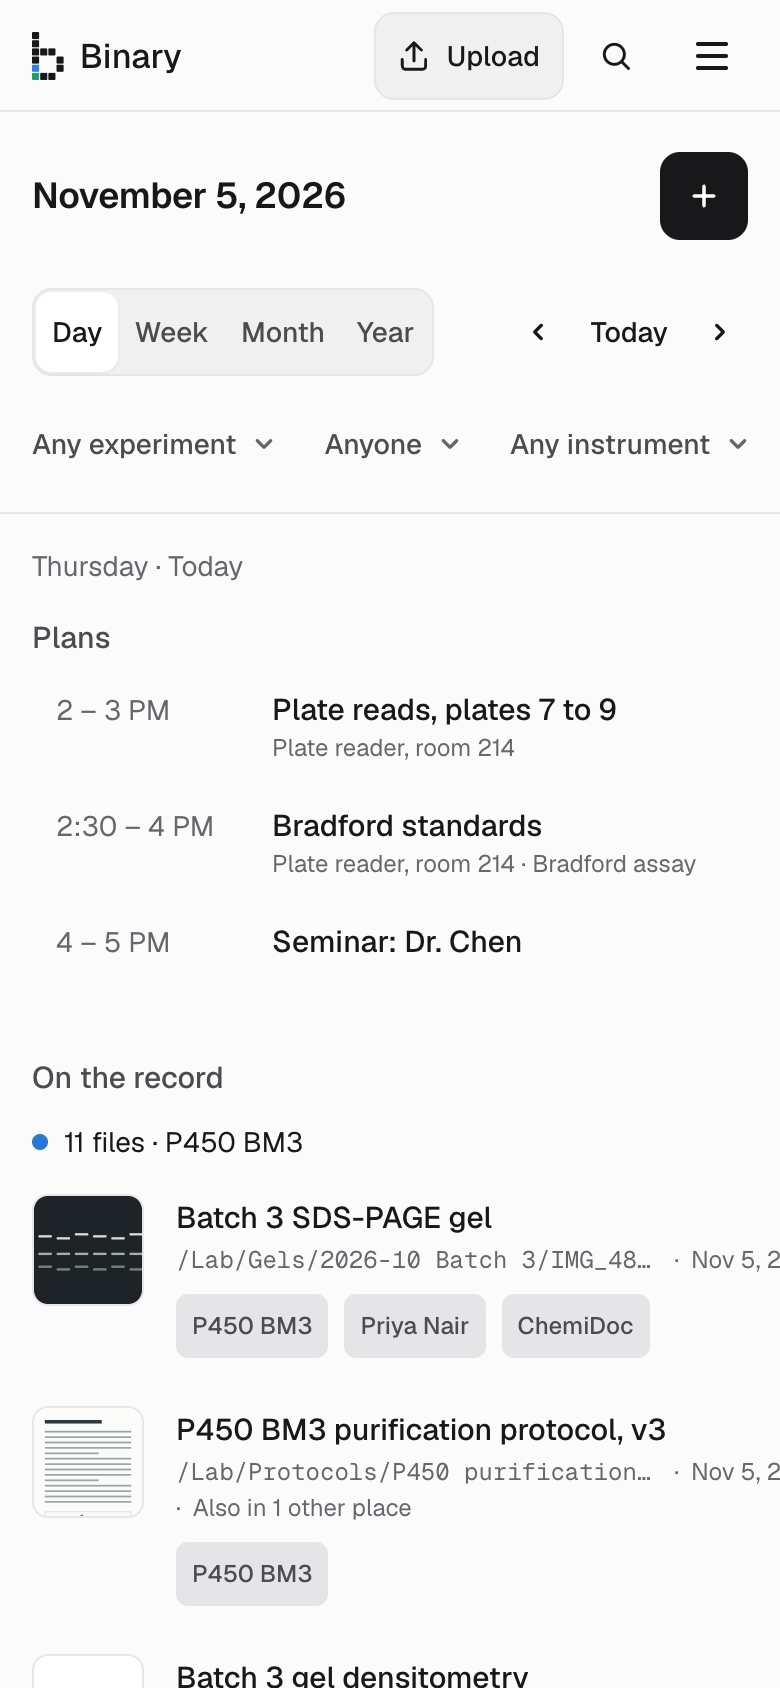 Binary
Upload
November 5, 2026
Day Week Month Year
Today
Any experiment Anyone Any instrument
Thursday · Today
Plans
2 – 3 PM Plate reads, plates 7 to 9
Plate reader, room 214
2:30 – 4 PM Bradford standards
Plate reader, room 214 · Bradford assay
4 – 5 PM Seminar: Dr. Chen
On the record
11 files · P450 BM3
Batch 3 SDS-PAGE gel
/Lab/Gels/2026-10 Batch 3/IMG_48… · Nov 5, 2
P450 BM3 Priya Nair ChemiDoc
P450 BM3 purification protocol, v3
/Lab/Protocols/P450 purification… · Nov 5, 2
· Also in 1 other place
P450 BM3
Batch 3 gel densitometry